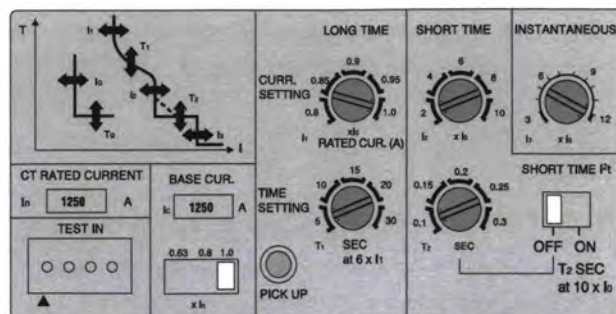 LONG TIME
SHORT TIME
INSTANTANEOUS
T
I₁
T₁
I₀
I₂
T₂
T₀
I₃
I
CURR. SETTING
0.8
0.85
0.9
0.95
1.0
I₁
xI₀
RATED CUR. (A)
2
4
6
8
10
I₂
x I₀
3
6
9
12
I₃
x I₀
CT RATED CURRENT
In 1250 A
BASE CUR.
1250 A
TEST IN
0.63 0.8 1.0
x In
TIME SETTING
5
10
15
20
30
T₁
SEC
at 6 x I₁
PICK UP
0.1
0.15
0.2
0.25
0.3
T₂
SEC
SHORT TIME I²t
OFF ON
T₂ SEC
at 10 x I₀